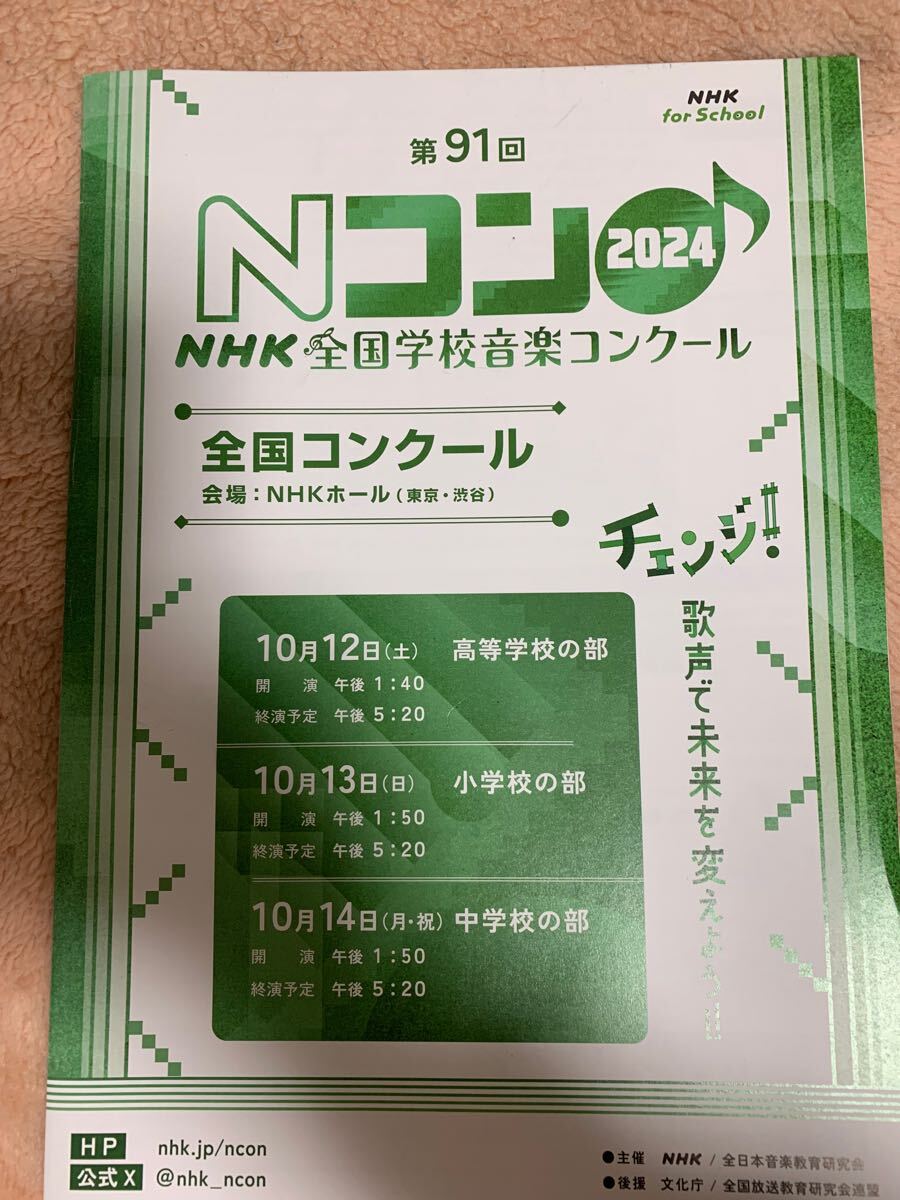 NHK
for School
第91回
Nコン
2024
NHK全国学校音楽コンクール
全国コンクール
会場：NHKホール（東京・渋谷）
チェンジ!!
歌声で未来を変えよう!!
10月12日（土） 高等学校の部
開 演 午後 1：40
終演予定 午後 5：20
10月13日（日） 小学校の部
開 演 午後 1：50
終演予定 午後 5：20
10月14日（月・祝） 中学校の部
開 演 午後 1：50
終演予定 午後 5：20
HP nhk.jp/ncon
公式X @nhk_ncon
●主催 NHK / 全日本音楽教育研究会
●後援 文化庁 / 全国放送教育研究会連盟